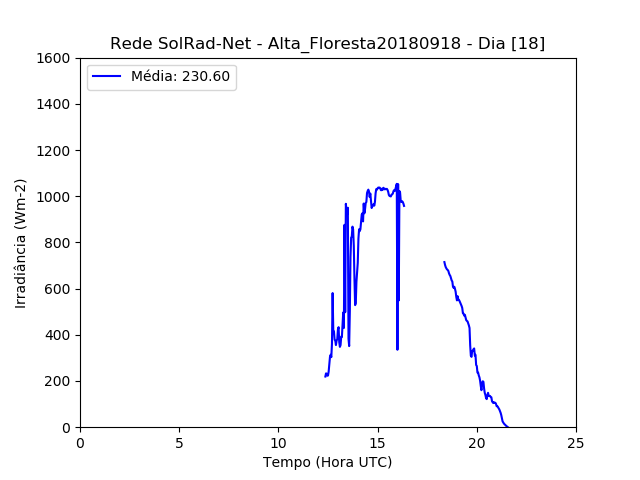 Rede SolRad-Net - Alta_Floresta20180918 - Dia [18]
Média: 230.60
1600
1400
1200
1000
800
600
400
200
0
Irradiância (Wm-2)
0 5 10 15 20 25
Tempo (Hora UTC)